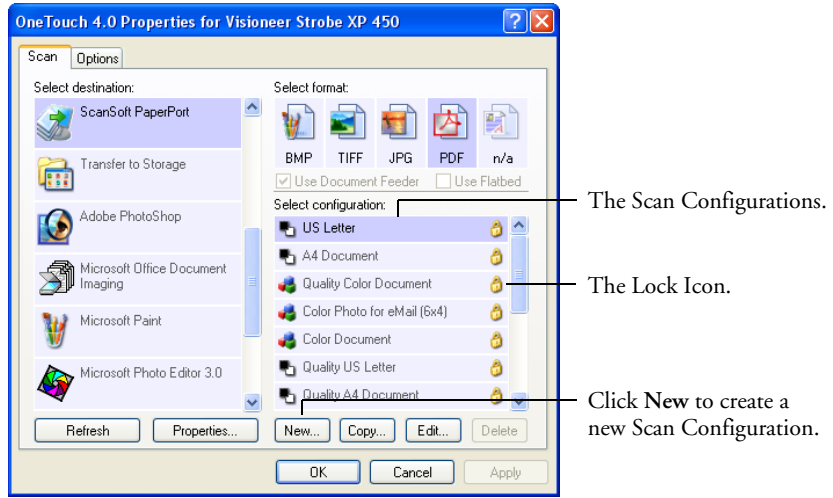 OneTouch 4.0 Properties for Visioneer Strobe XP 450
Scan
Options
Select destination:
ScanSoft PaperPort
Transfer to Storage
Adobe PhotoShop
Microsoft Office Document
Imaging
Microsoft Paint
Microsoft Photo Editor 3.0
Refresh
Properties...
Select format:
BMP
TIFF
JPG
PDF
n/a
Use Document Feeder
Use Flatbed
Select configuration:
US Letter
A4 Document
Quality Color Document
Color Photo for eMail (6x4)
Color Document
Quality US Letter
Quality A4 Document
New...
Copy...
Edit...
Delete
OK
Cancel
Apply
The Scan Configurations.
The Lock Icon.
Click New to create a
new Scan Configuration.